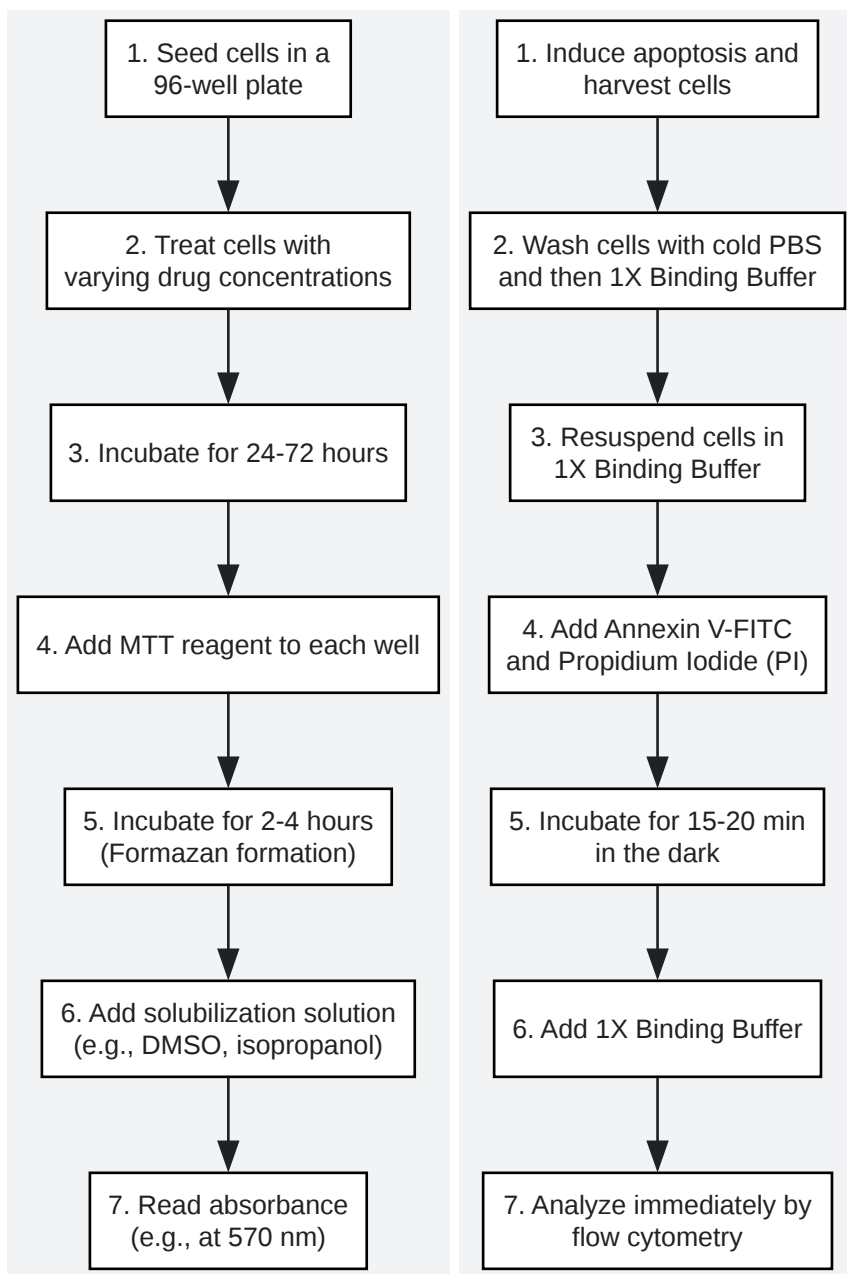 1. Seed cells in a
96-well plate
2. Treat cells with
varying drug concentrations
3. Incubate for 24-72 hours
4. Add MTT reagent to each well
5. Incubate for 2-4 hours
(Formazan formation)
6. Add solubilization solution
(e.g., DMSO, isopropanol)
7. Read absorbance
(e.g., at 570 nm)
1. Induce apoptosis and
harvest cells
2. Wash cells with cold PBS
and then 1X Binding Buffer
3. Resuspend cells in
1X Binding Buffer
4. Add Annexin V-FITC
and Propidium Iodide (PI)
5. Incubate for 15-20 min
in the dark
6. Add 1X Binding Buffer
7. Analyze immediately by
flow cytometry